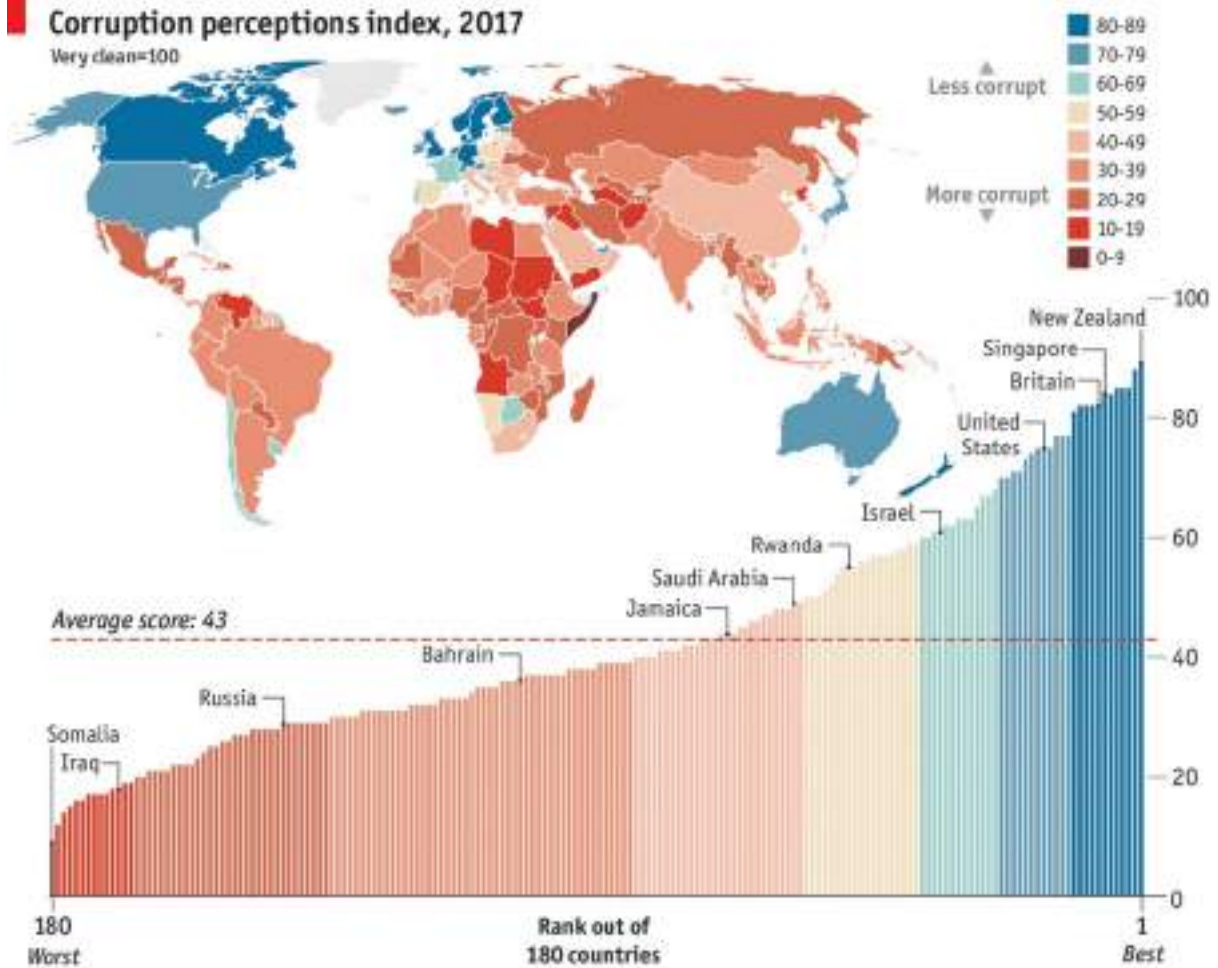 Corruption perceptions index, 2017
Very clean=100
80-89
70-79
60-69
50-59
40-49
30-39
20-29
10-19
0-9
Less corrupt
More corrupt
100
80
60
40
20
0
New Zealand
Singapore
Britain
United
States
Israel
Rwanda
Saudi Arabia
Jamaica
Average score: 43
Bahrain
Russia
Somalia
Iraq
180
Worst
Rank out of
180 countries
1
Best